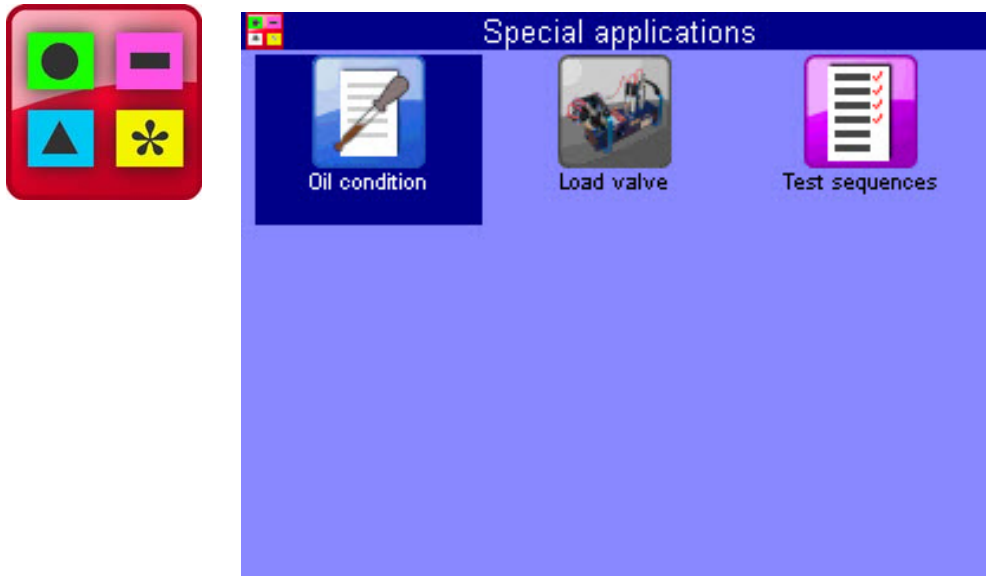 Special applications
Oil condition
Load valve
Test sequences